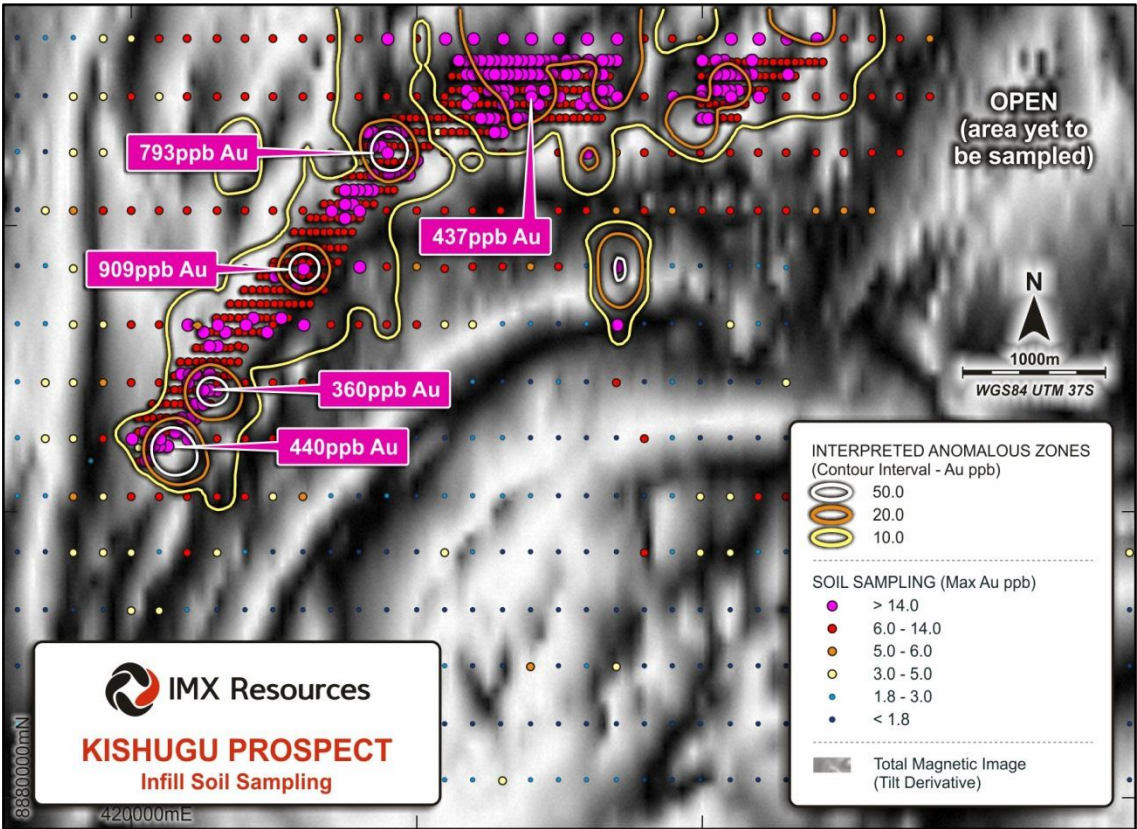 OPEN
(area yet to
be sampled)
793ppb Au
437ppb Au
909ppb Au
N
1000m
WGS84 UTM 37S
360ppb Au
440ppb Au
INTERPRETED ANOMALOUS ZONES
(Contour Interval - Au ppb)
50.0
20.0
10.0
SOIL SAMPLING (Max Au ppb)
> 14.0
6.0 - 14.0
5.0 - 6.0
3.0 - 5.0
1.8 - 3.0
< 1.8
Total Magnetic Image
(Tilt Derivative)
IMX Resources
KISHUGU PROSPECT
Infill Soil Sampling
8880000mN
420000mE